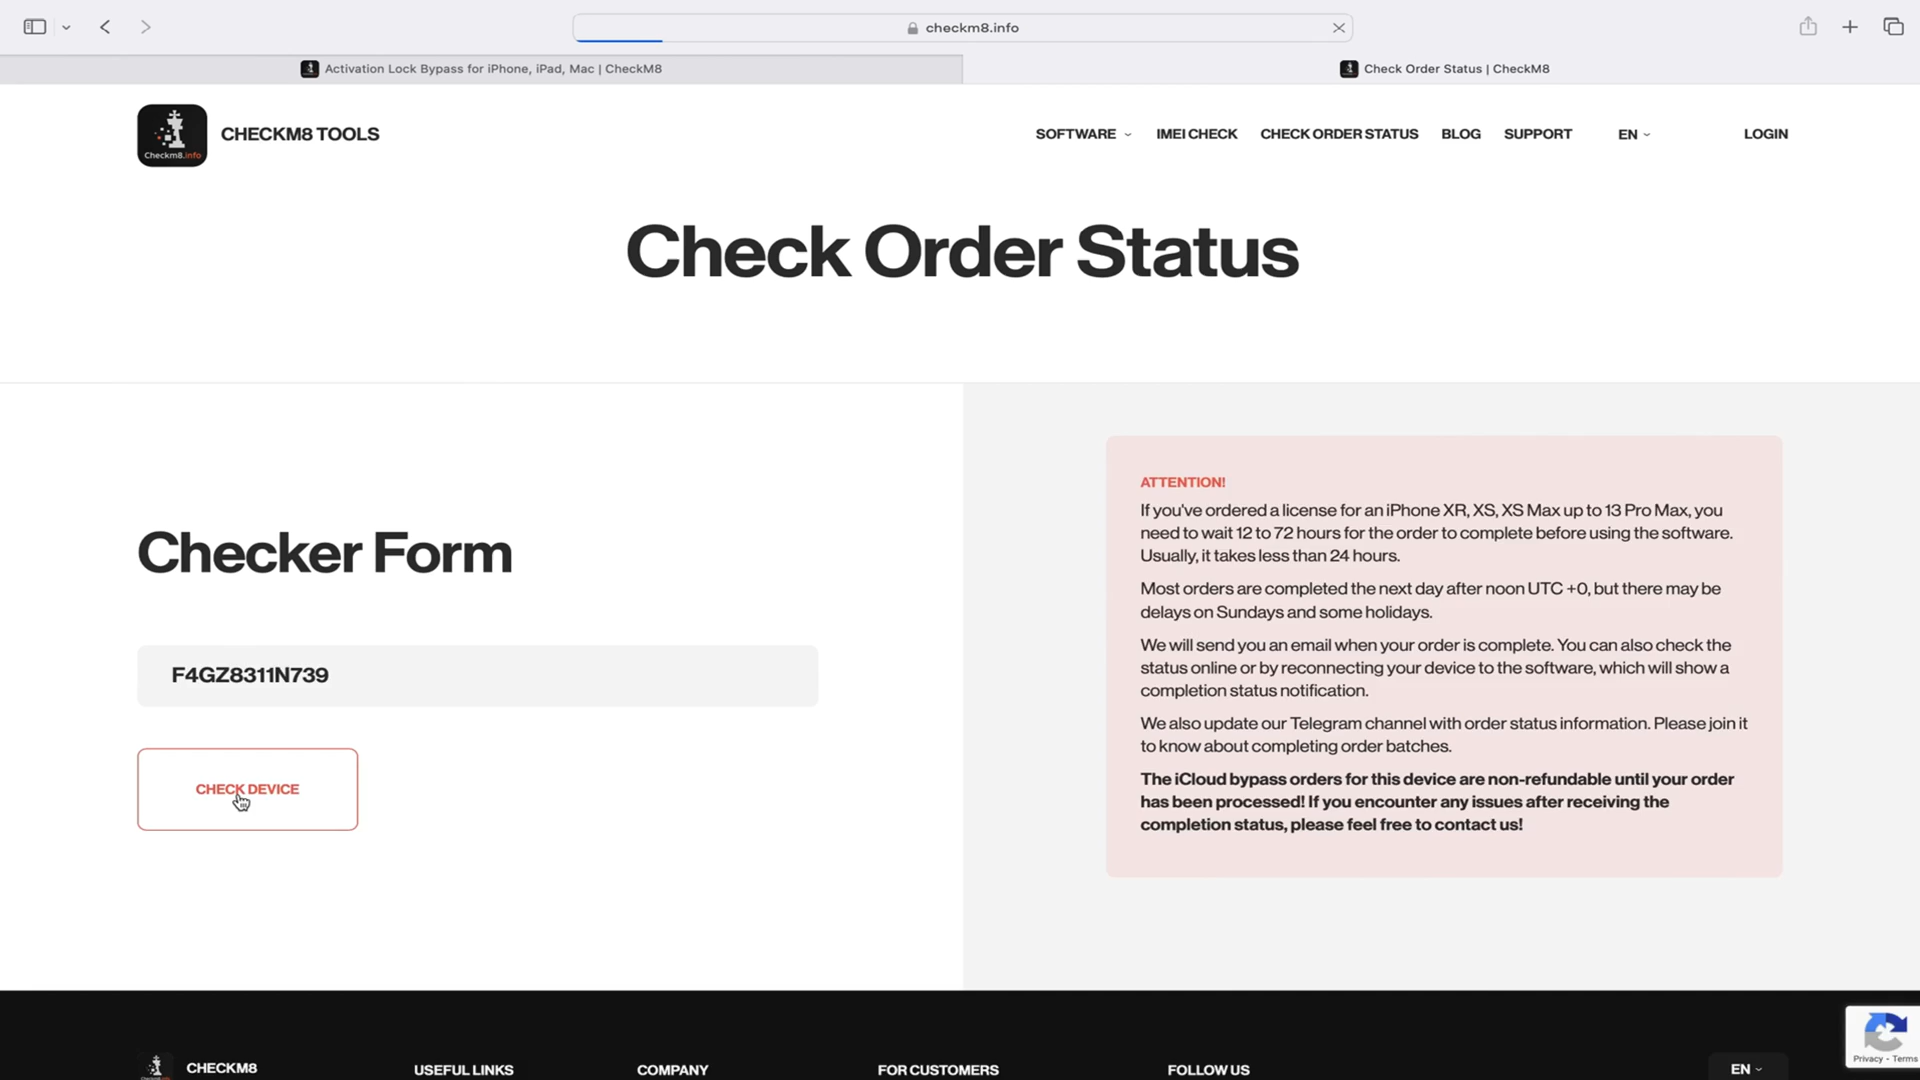 checkm8.info
Activation Lock Bypass for iPhone, iPad, Mac | CheckM8
Check Order Status | CheckM8
Checkm8.info
CHECKM8 TOOLS
SOFTWARE
IMEI CHECK
CHECK ORDER STATUS
BLOG
SUPPORT
EN
LOGIN
Check Order Status
Checker Form
F4GZ8311N739
CHECK DEVICE
ATTENTION!
If you've ordered a license for an iPhone XR, XS, XS Max up to 13 Pro Max, you
need to wait 12 to 72 hours for the order to complete before using the software.
Usually, it takes less than 24 hours.
Most orders are completed the next day after noon UTC +0, but there may be
delays on Sundays and some holidays.
We will send you an email when your order is complete. You can also check the
status online or by reconnecting your device to the software, which will show a
completion status notification.
We also update our Telegram channel with order status information. Please join it
to know about completing order batches.
The iCloud bypass orders for this device are non-refundable until your order
has been processed! If you encounter any issues after receiving the
completion status, please feel free to contact us!
CHECKM8
USEFUL LINKS
COMPANY
FOR CUSTOMERS
FOLLOW US
EN
Privacy - Terms